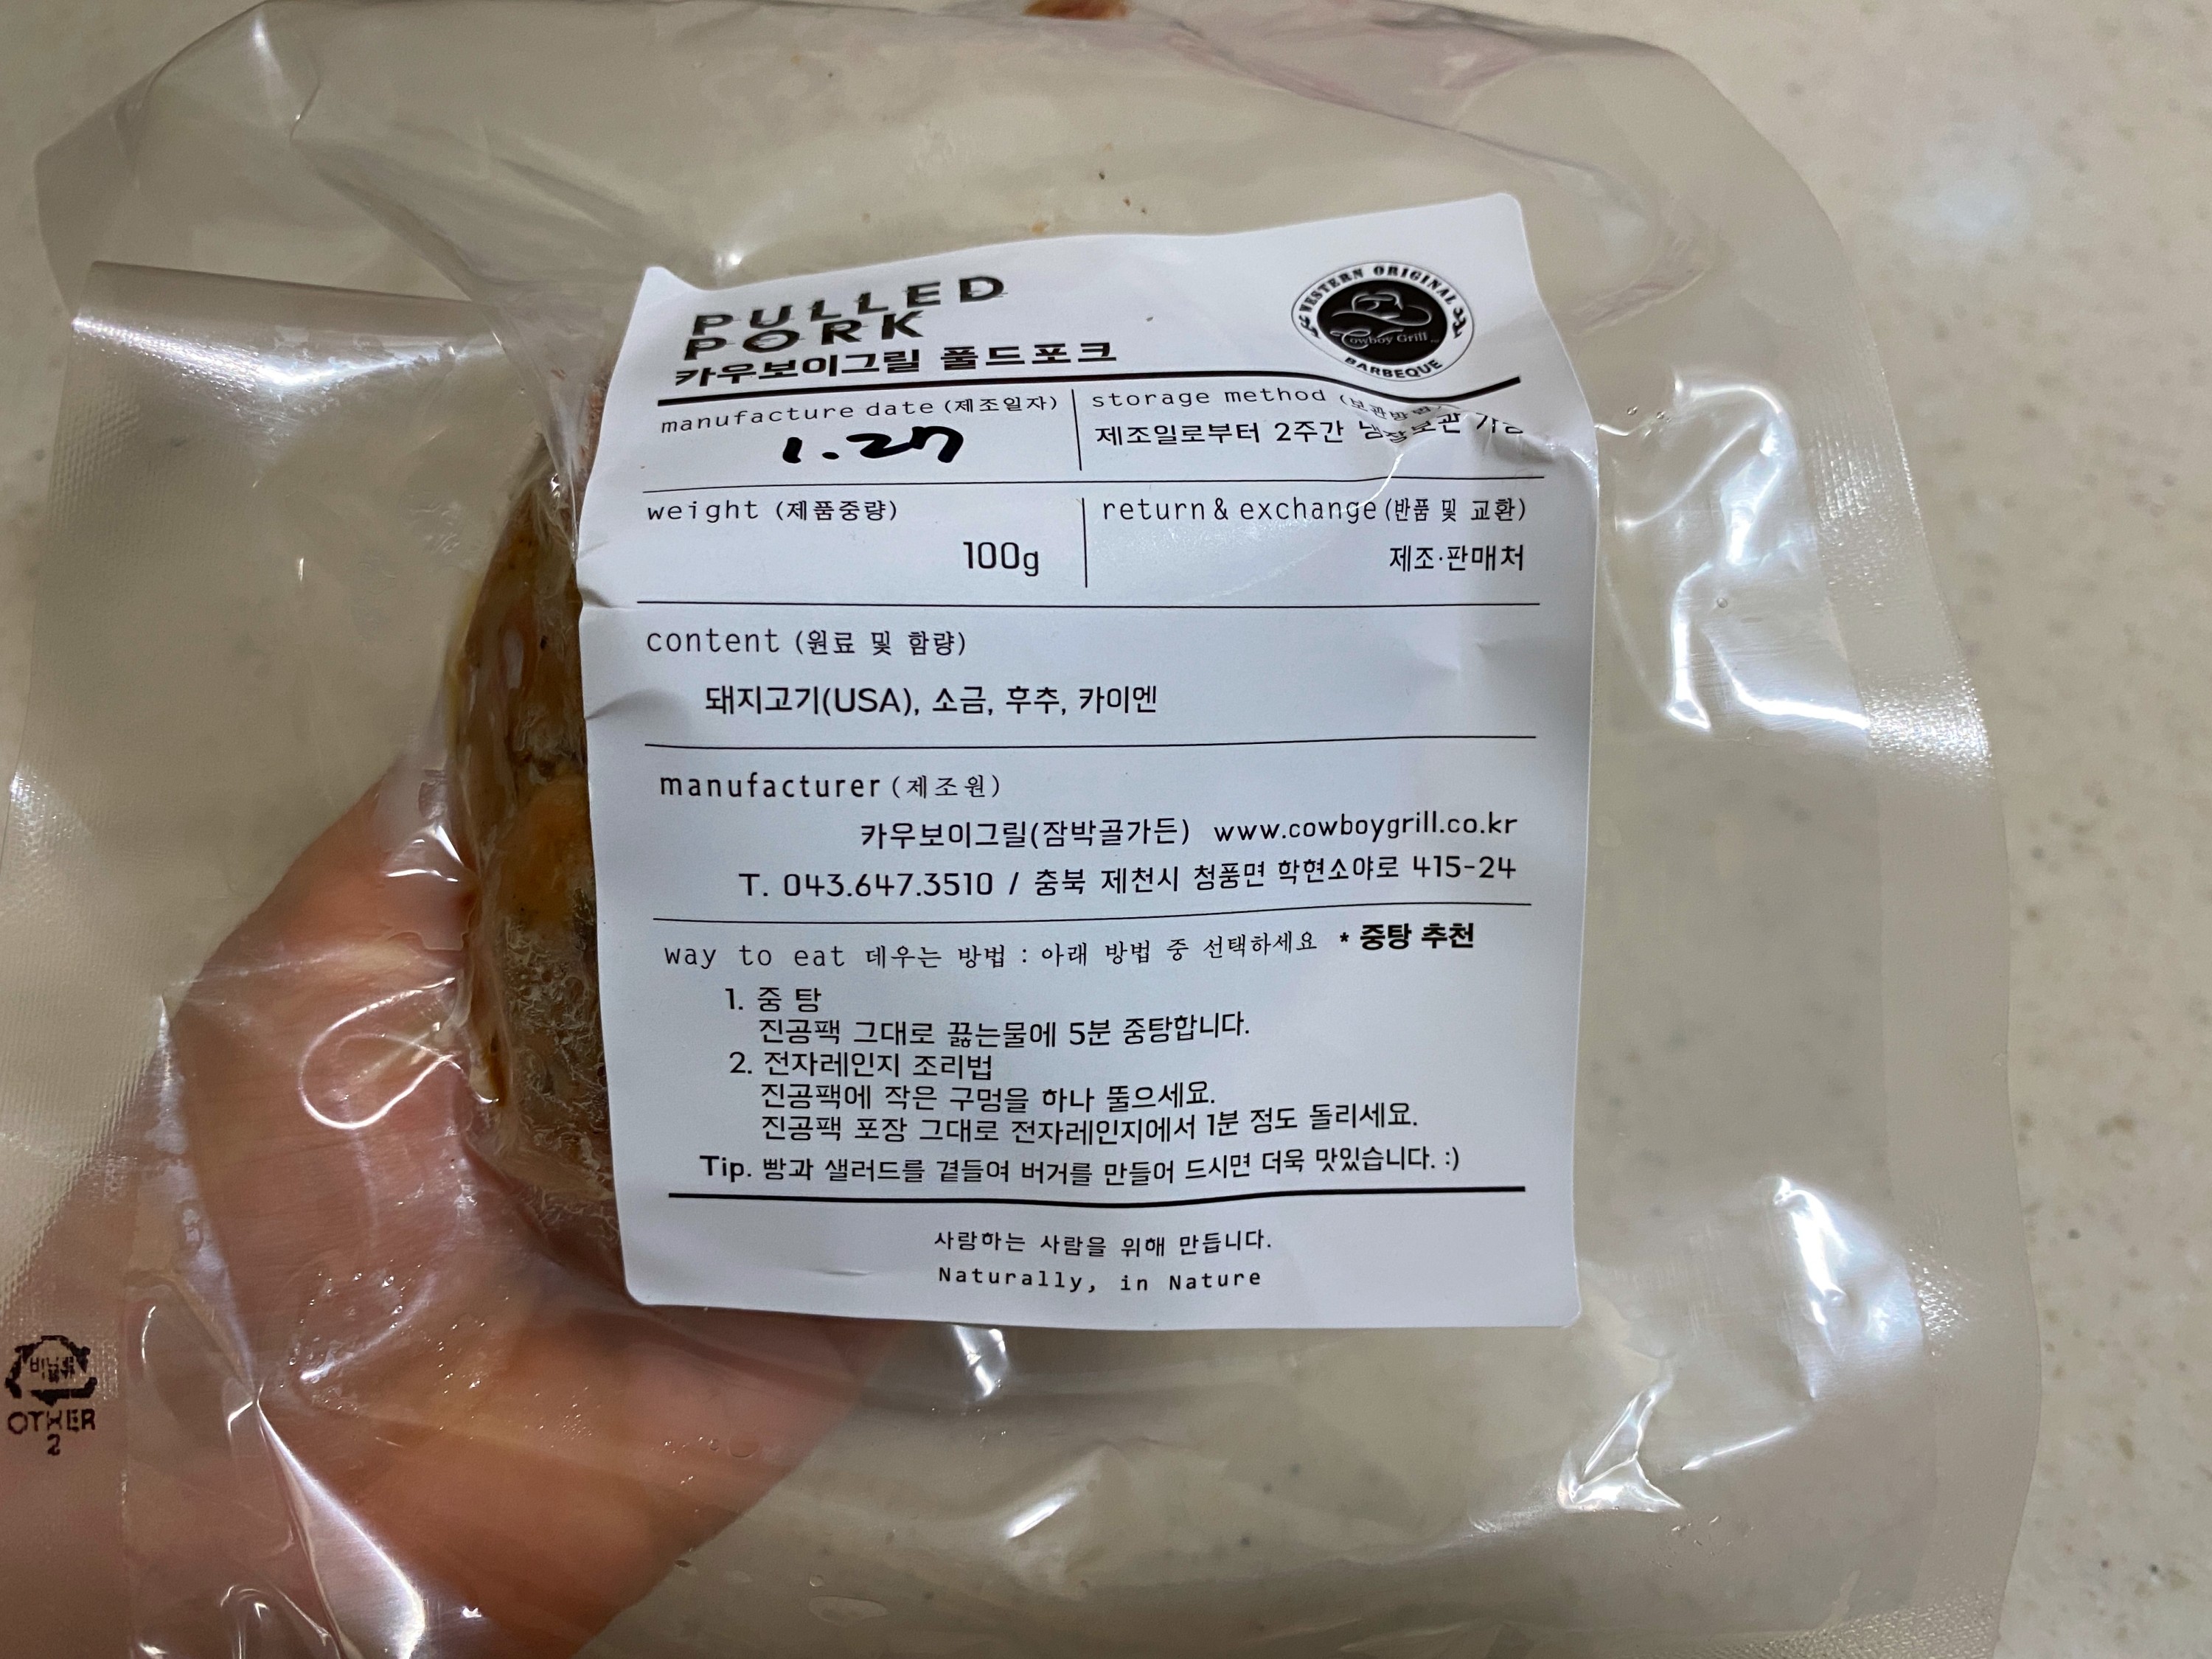 PULLED
PORK
카우보이그릴 풀드포크
WESTERN ORIGINAL
Cowboy Grill
BARBEQUE
manufacture date (제조일자)
1.27
storage method (보관방법)
제조일로부터 2주간 냉장보관 가능
weight (제품중량)
100g
return & exchange (반품 및 교환)
제조·판매처
content (원료 및 함량)
돼지고기(USA), 소금, 후추, 카이엔
manufacturer (제조원)
카우보이그릴(잠박골가든) www.cowboygrill.co.kr
T. 043.647.3510 / 충북 제천시 청풍면 학현소야로 415-24
way to eat 데우는 방법 : 아래 방법 중 선택하세요 * 중탕 추천
1. 중 탕
진공팩 그대로 끓는물에 5분 중탕합니다.
2. 전자레인지 조리법
진공팩에 작은 구멍을 하나 뚫으세요.
진공팩 포장 그대로 전자레인지에서 1분 정도 돌리세요.
Tip. 빵과 샐러드를 곁들여 버거를 만들어 드시면 더욱 맛있습니다. :)
사랑하는 사람을 위해 만듭니다.
Naturally, in Nature
비닐류
OTHER
2